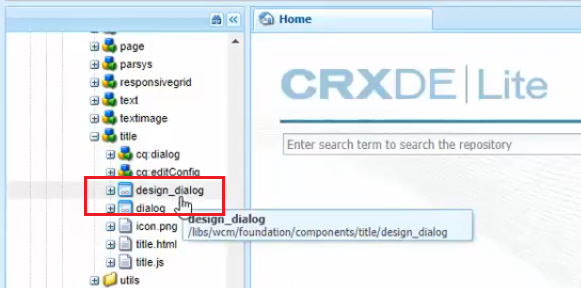 Home
page
parsys
responsivegrid
text
textimage
title
cq:dialog
cq:editConfig
design_dialog
dialog
icon.png
title.html
title.js
utils
CRXDE | Lite
Enter search term to search the repository
design_dialog
/libs/wcm/foundation/components/title/design_dialog